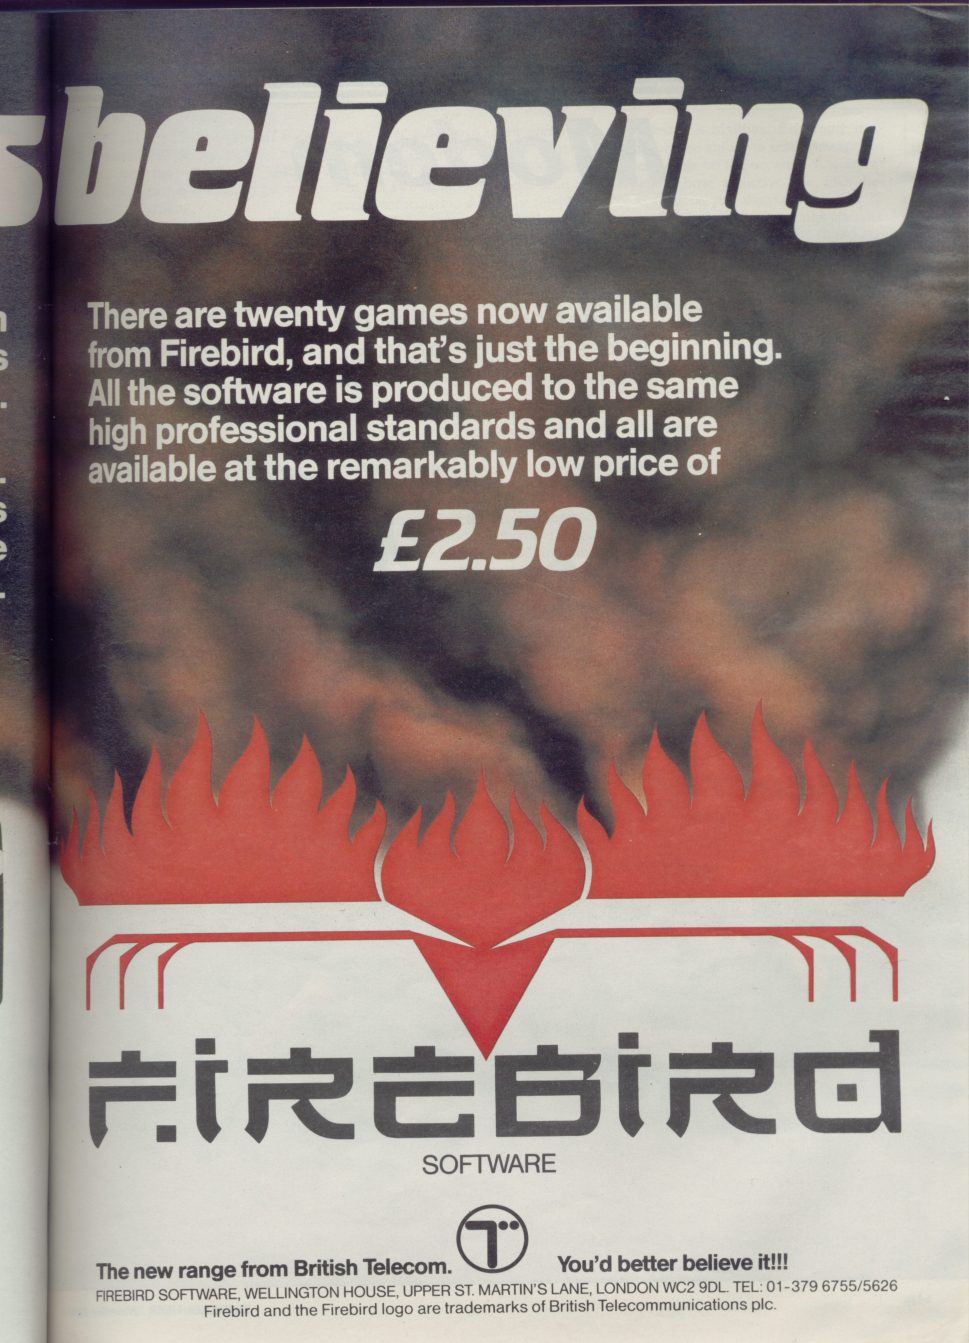 s believing
There are twenty games now available
from Firebird, and that's just the beginning.
All the software is produced to the same
high professional standards and all are
available at the remarkably low price of
£2.50
FIREBIRD
SOFTWARE
The new range from British Telecom.
You'd better believe it!!!
FIREBIRD SOFTWARE, WELLINGTON HOUSE, UPPER ST. MARTIN'S LANE, LONDON WC2 9DL. TEL: 01-379 6755/5626
Firebird and the Firebird logo are trademarks of British Telecommunications plc.